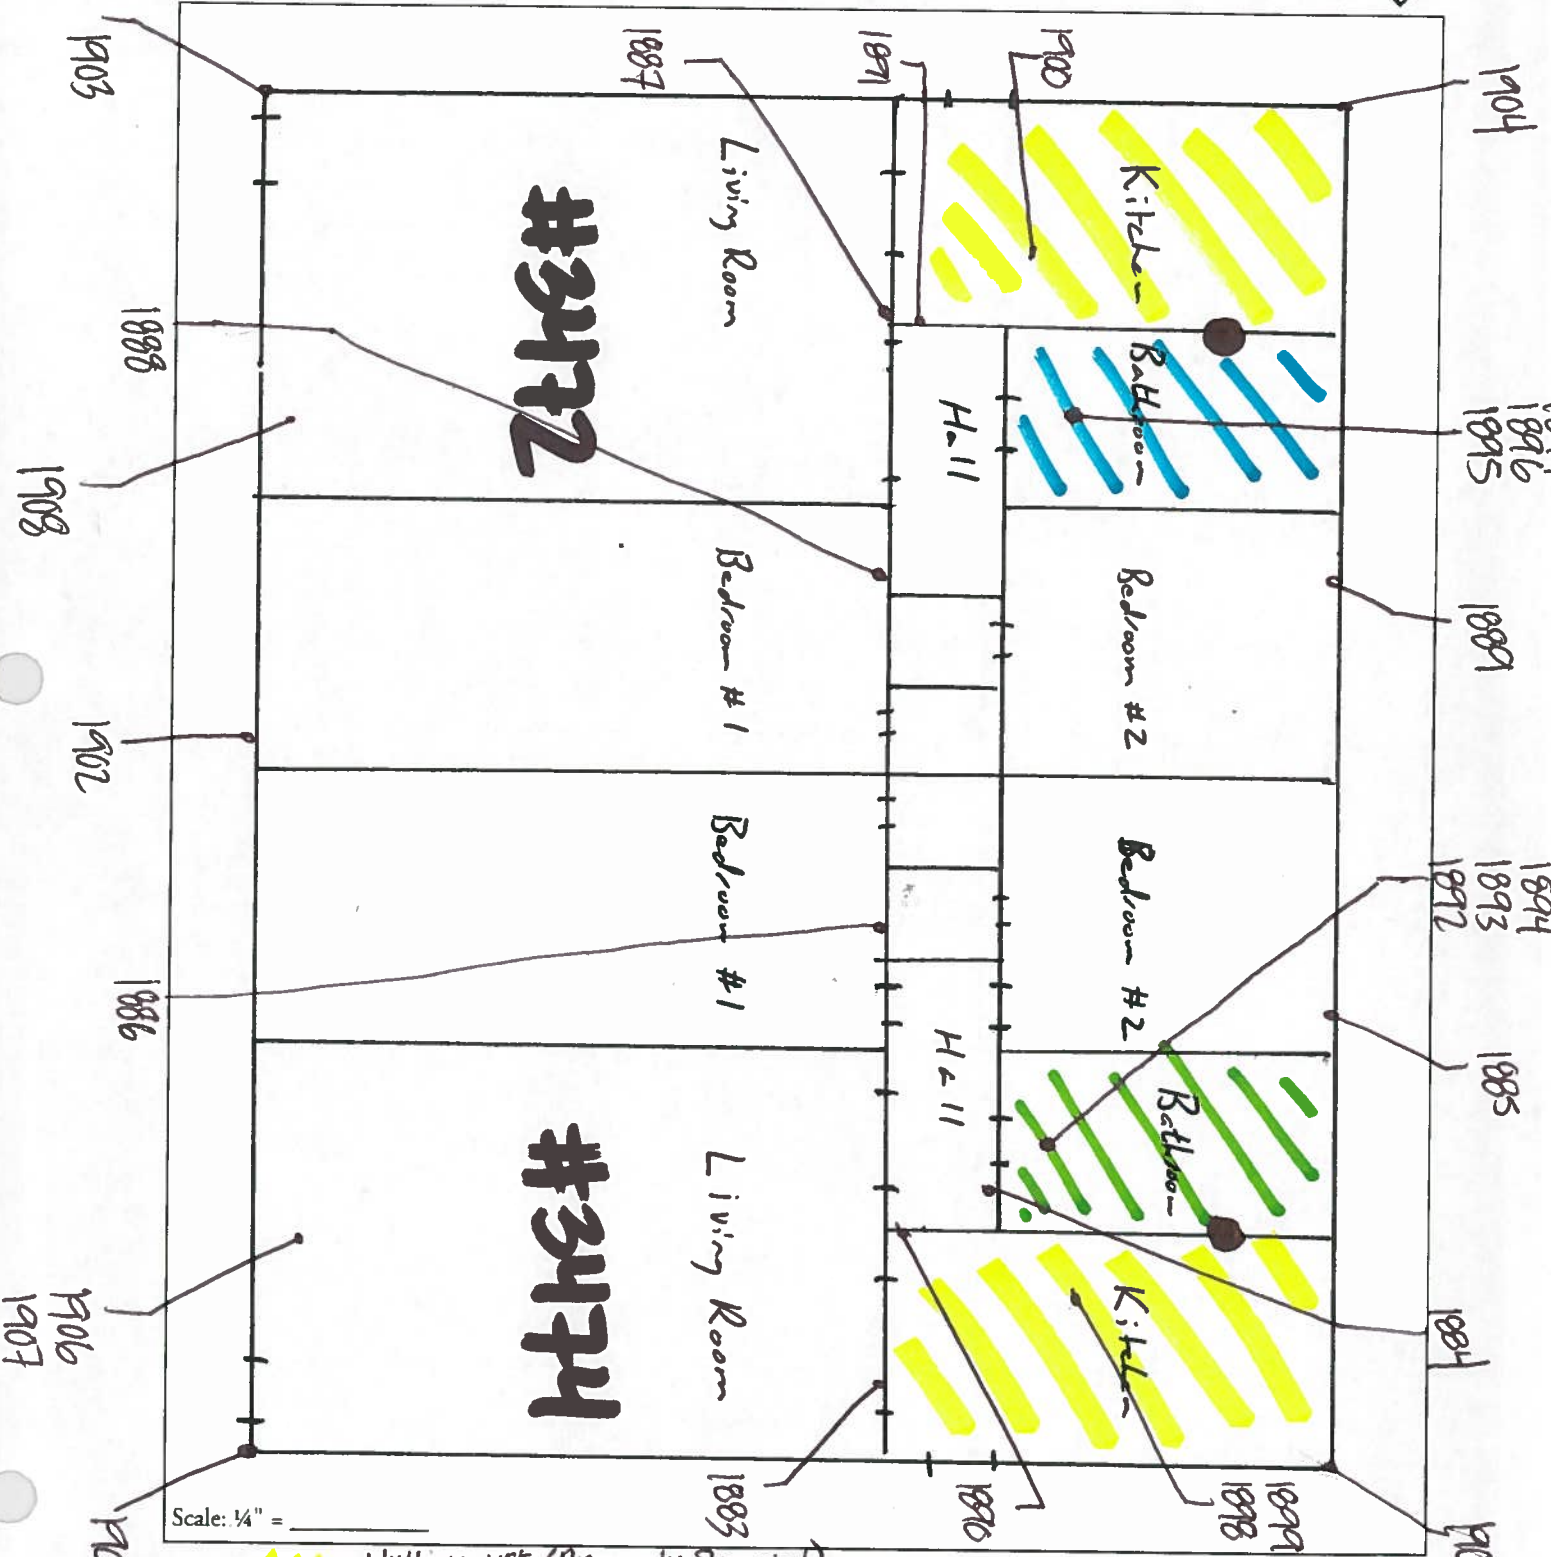 1903
1887
1891
1900
1904
Living Room
#3472
Kitchen
Bathroom
1896
1895
Hall
1888
1908
1889
Bedroom #1
Bedroom #2
1902
1894
1893
1892
Bedroom #1
Bedroom #2
1886
1885
Hall
Bathroom
Living Room
#3474
Kitchen
1884
1906
1907
1883
1890
1899
1898
Scale: ¼" =